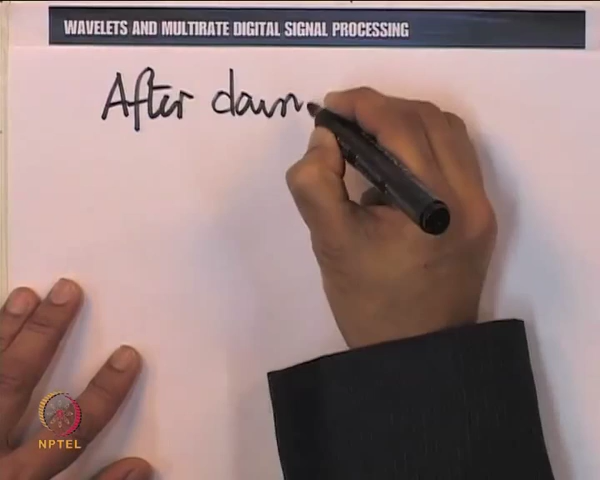 WAVELETS AND MULTIRATE DIGITAL SIGNAL PROCESSING
After down
NPTEL